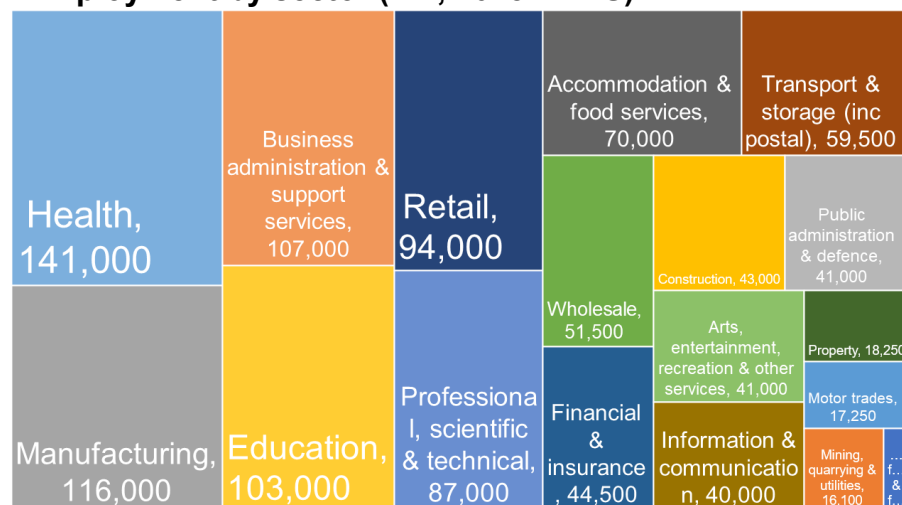 Health,
141,000
Manufacturing,
116,000
Business
administration &
support
services,
107,000
Education,
103,000
Retail,
94,000
Professiona
l, scientific
& technical,
87,000
Accommodation &
food services,
70,000
Transport &
storage (inc
postal), 59,500
Wholesale,
51,500
Financial
&
insurance
, 44,500
Construction, 43,000
Public
administration
& defence,
41,000
Arts,
entertainment,
recreation & other
services, 41,000
Information &
communicatio
n, 40,000
Property, 18,250
Motor trades,
17,250
Mining,
quarrying &
utilities,
16,100
...
f...
&
f...